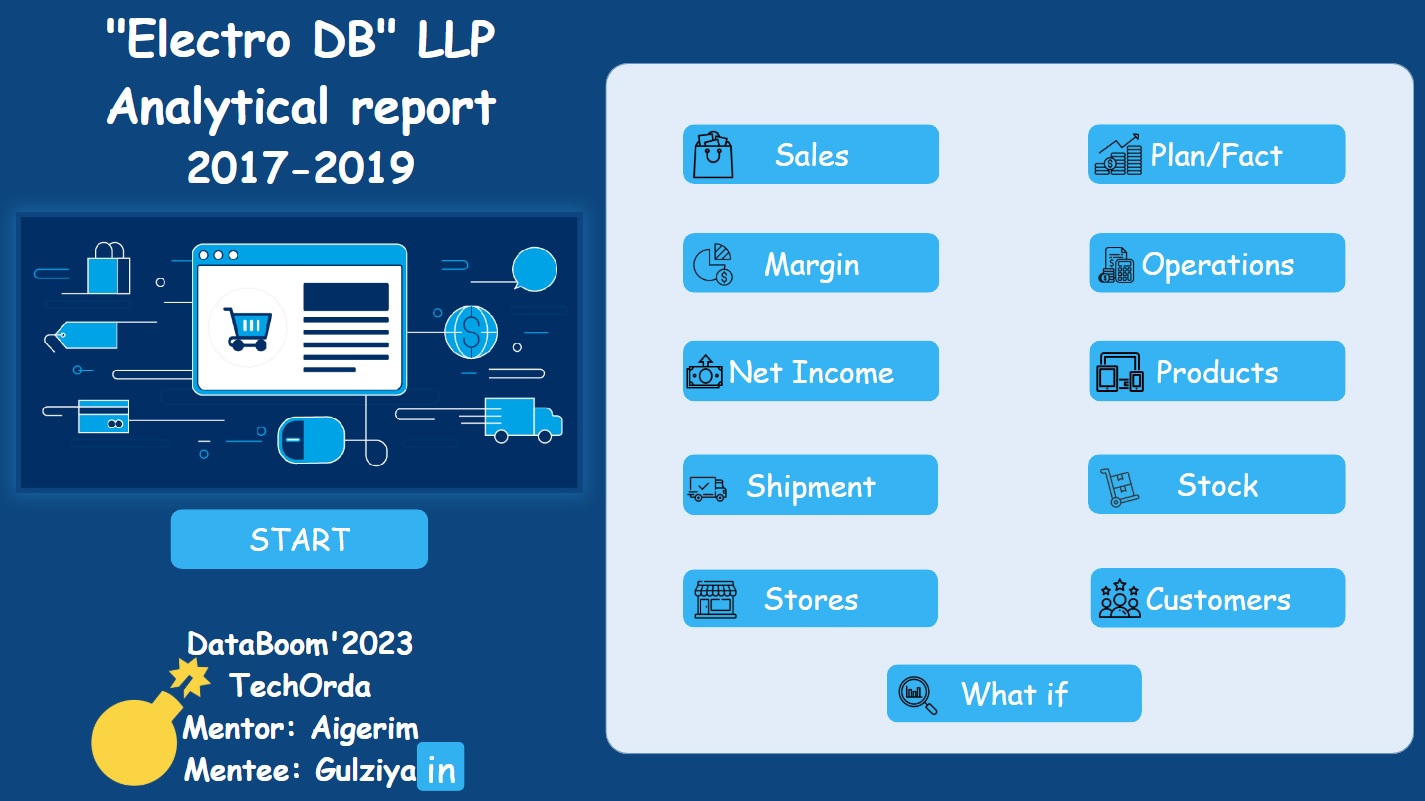 "Electro DB" LLP
Analytical report
2017-2019
START
DataBoom'2023
TechOrda
Mentor: Aigerim
Mentee: Gulziya
in
Sales
Plan/Fact
Margin
Operations
Net Income
Products
Shipment
Stock
Stores
Customers
What if